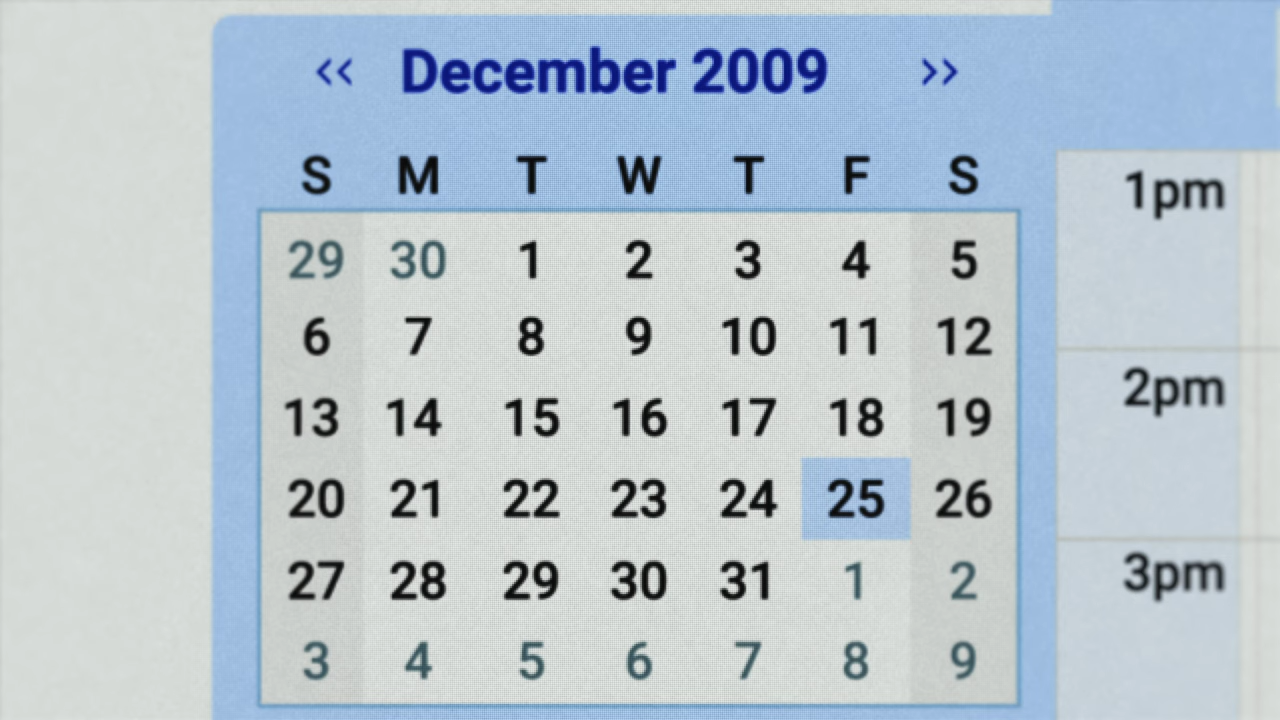 ‹‹ December 2009 ››
S M T W T F S
29 30 1 2 3 4 5
6 7 8 9 10 11 12
13 14 15 16 17 18 19
20 21 22 23 24 25 26
27 28 29 30 31 1 2
3 4 5 6 7 8 9
1pm
2pm
3pm